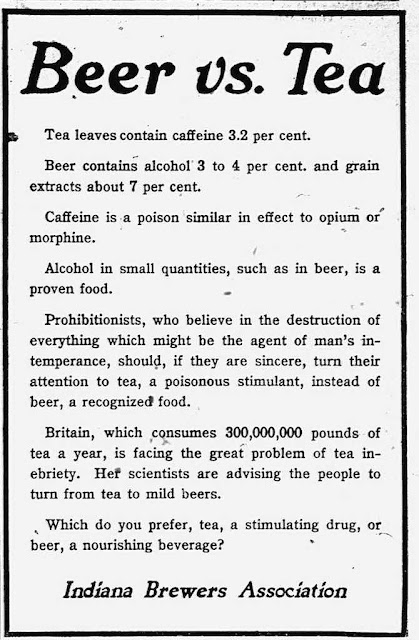 Beer vs. Tea
Tea leaves contain caffeine 3.2 per cent.
Beer contains alcohol 3 to 4 per cent. and grain
extracts about 7 per cent.
Caffeine is a poison similar in effect to opium or
morphine.
Alcohol in small quantities, such as in beer, is a
proven food.
Prohibitionists, who believe in the destruction of
everything which might be the agent of man's in-
temperance, should, if they are sincere, turn their
attention to tea, a poisonous stimulant, instead of
beer, a recognized food.
Britain, which consumes 300,000,000 pounds of
tea a year, is facing the great problem of tea in-
ebriety. Her scientists are advising the people to
turn from tea to mild beers.
Which do you prefer, tea, a stimulating drug, or
beer, a nourishing beverage?
Indiana Brewers Association